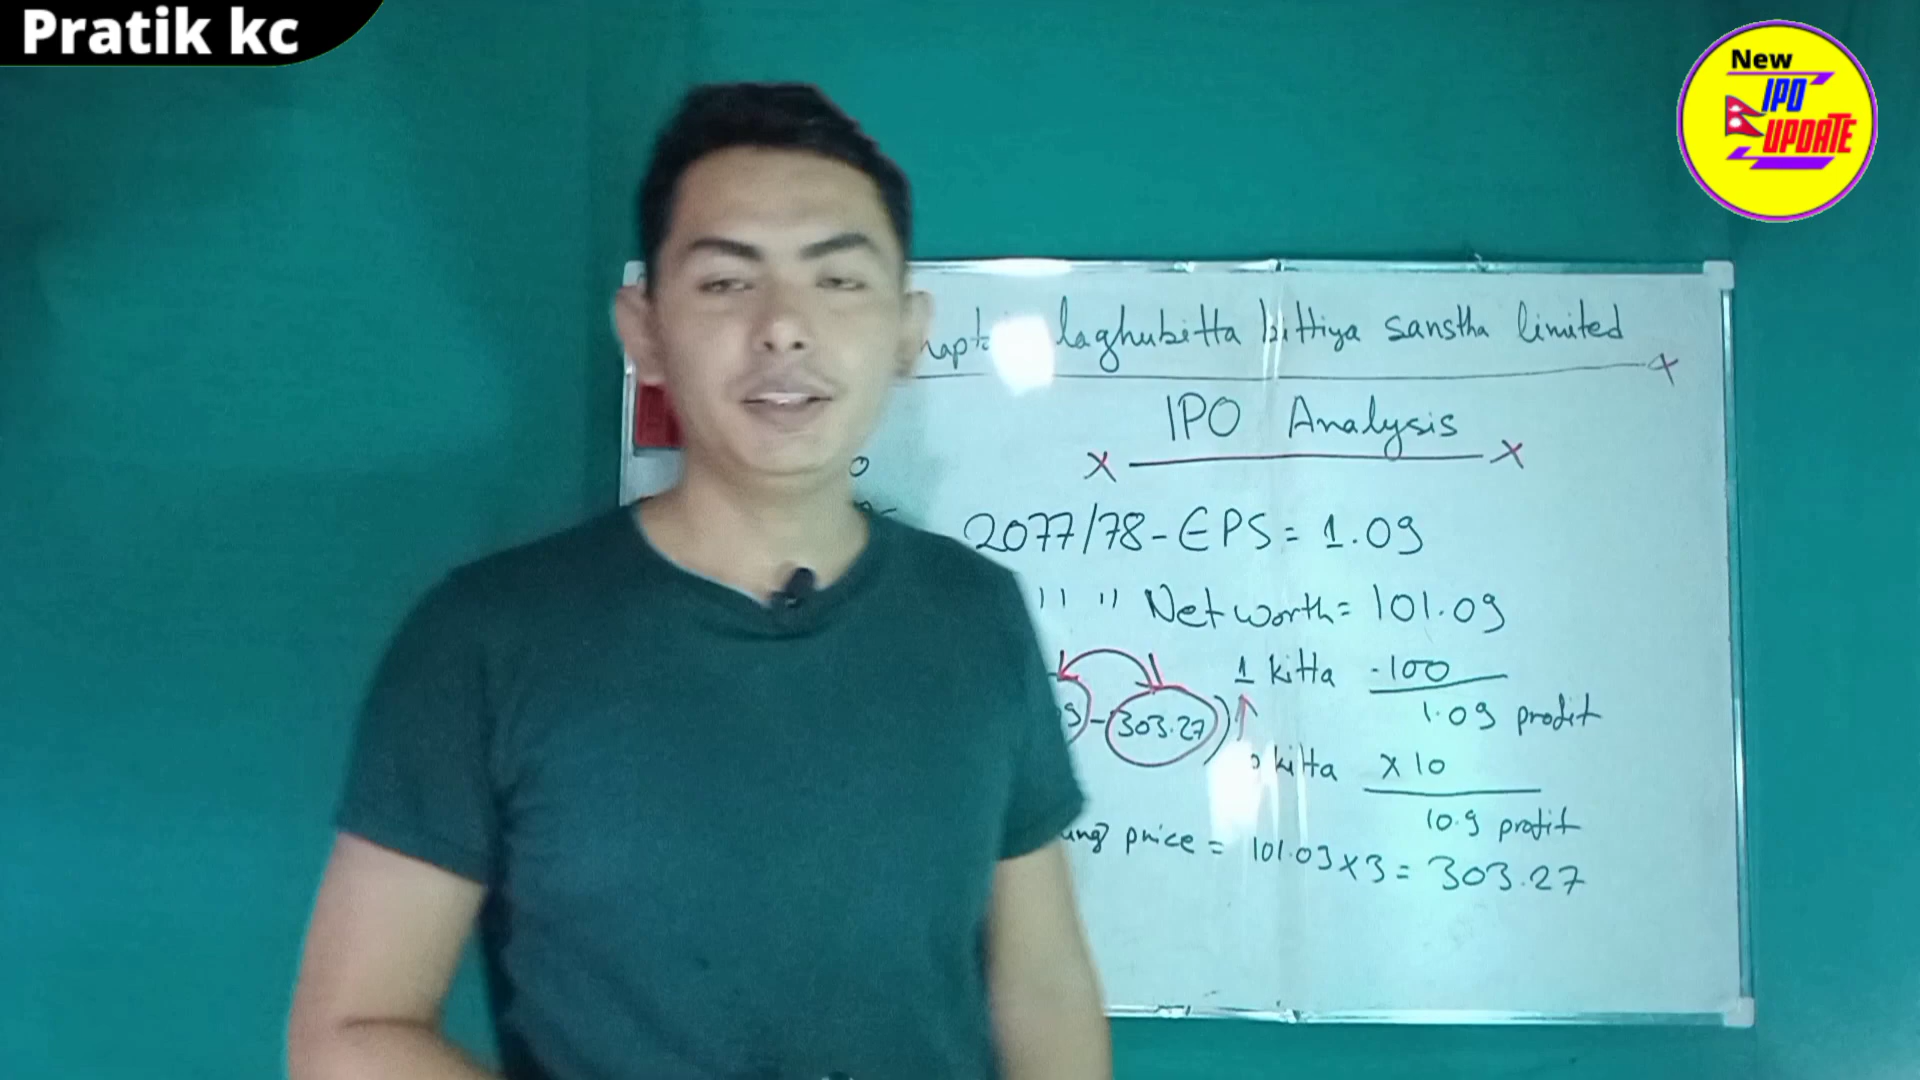 Pratik kc
New
IPO
UPDATE
laghubitta bittiya sanstha limited
IPO Analysis
x x
2077/78 - EPS = 1.09
" " Networth = 101.09
1 kitta - 100
1.09 profit
- 303.27)
kitta x 10
10.9 profit
price = 101.09 x 3 = 303.27